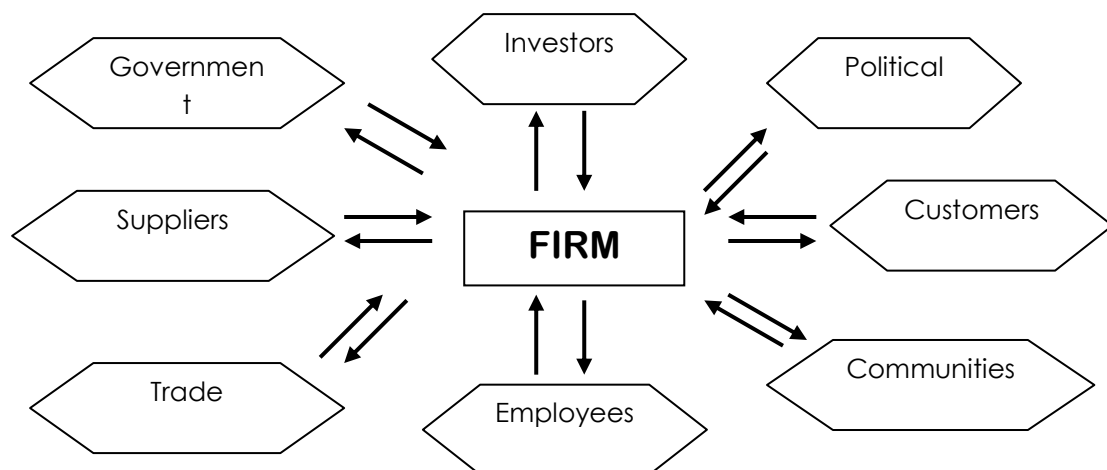 Investors
Governmen
t
Political
Suppliers
FIRM
Customers
Trade
Employees
Communities